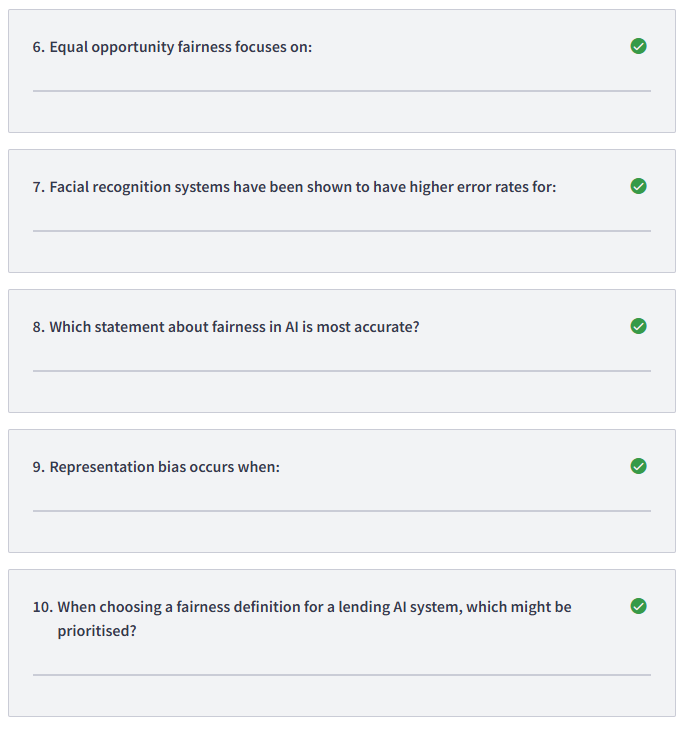 6. Equal opportunity fairness focuses on:
7. Facial recognition systems have been shown to have higher error rates for:
8. Which statement about fairness in AI is most accurate?
9. Representation bias occurs when:
10. When choosing a fairness definition for a lending AI system, which might be
prioritised?